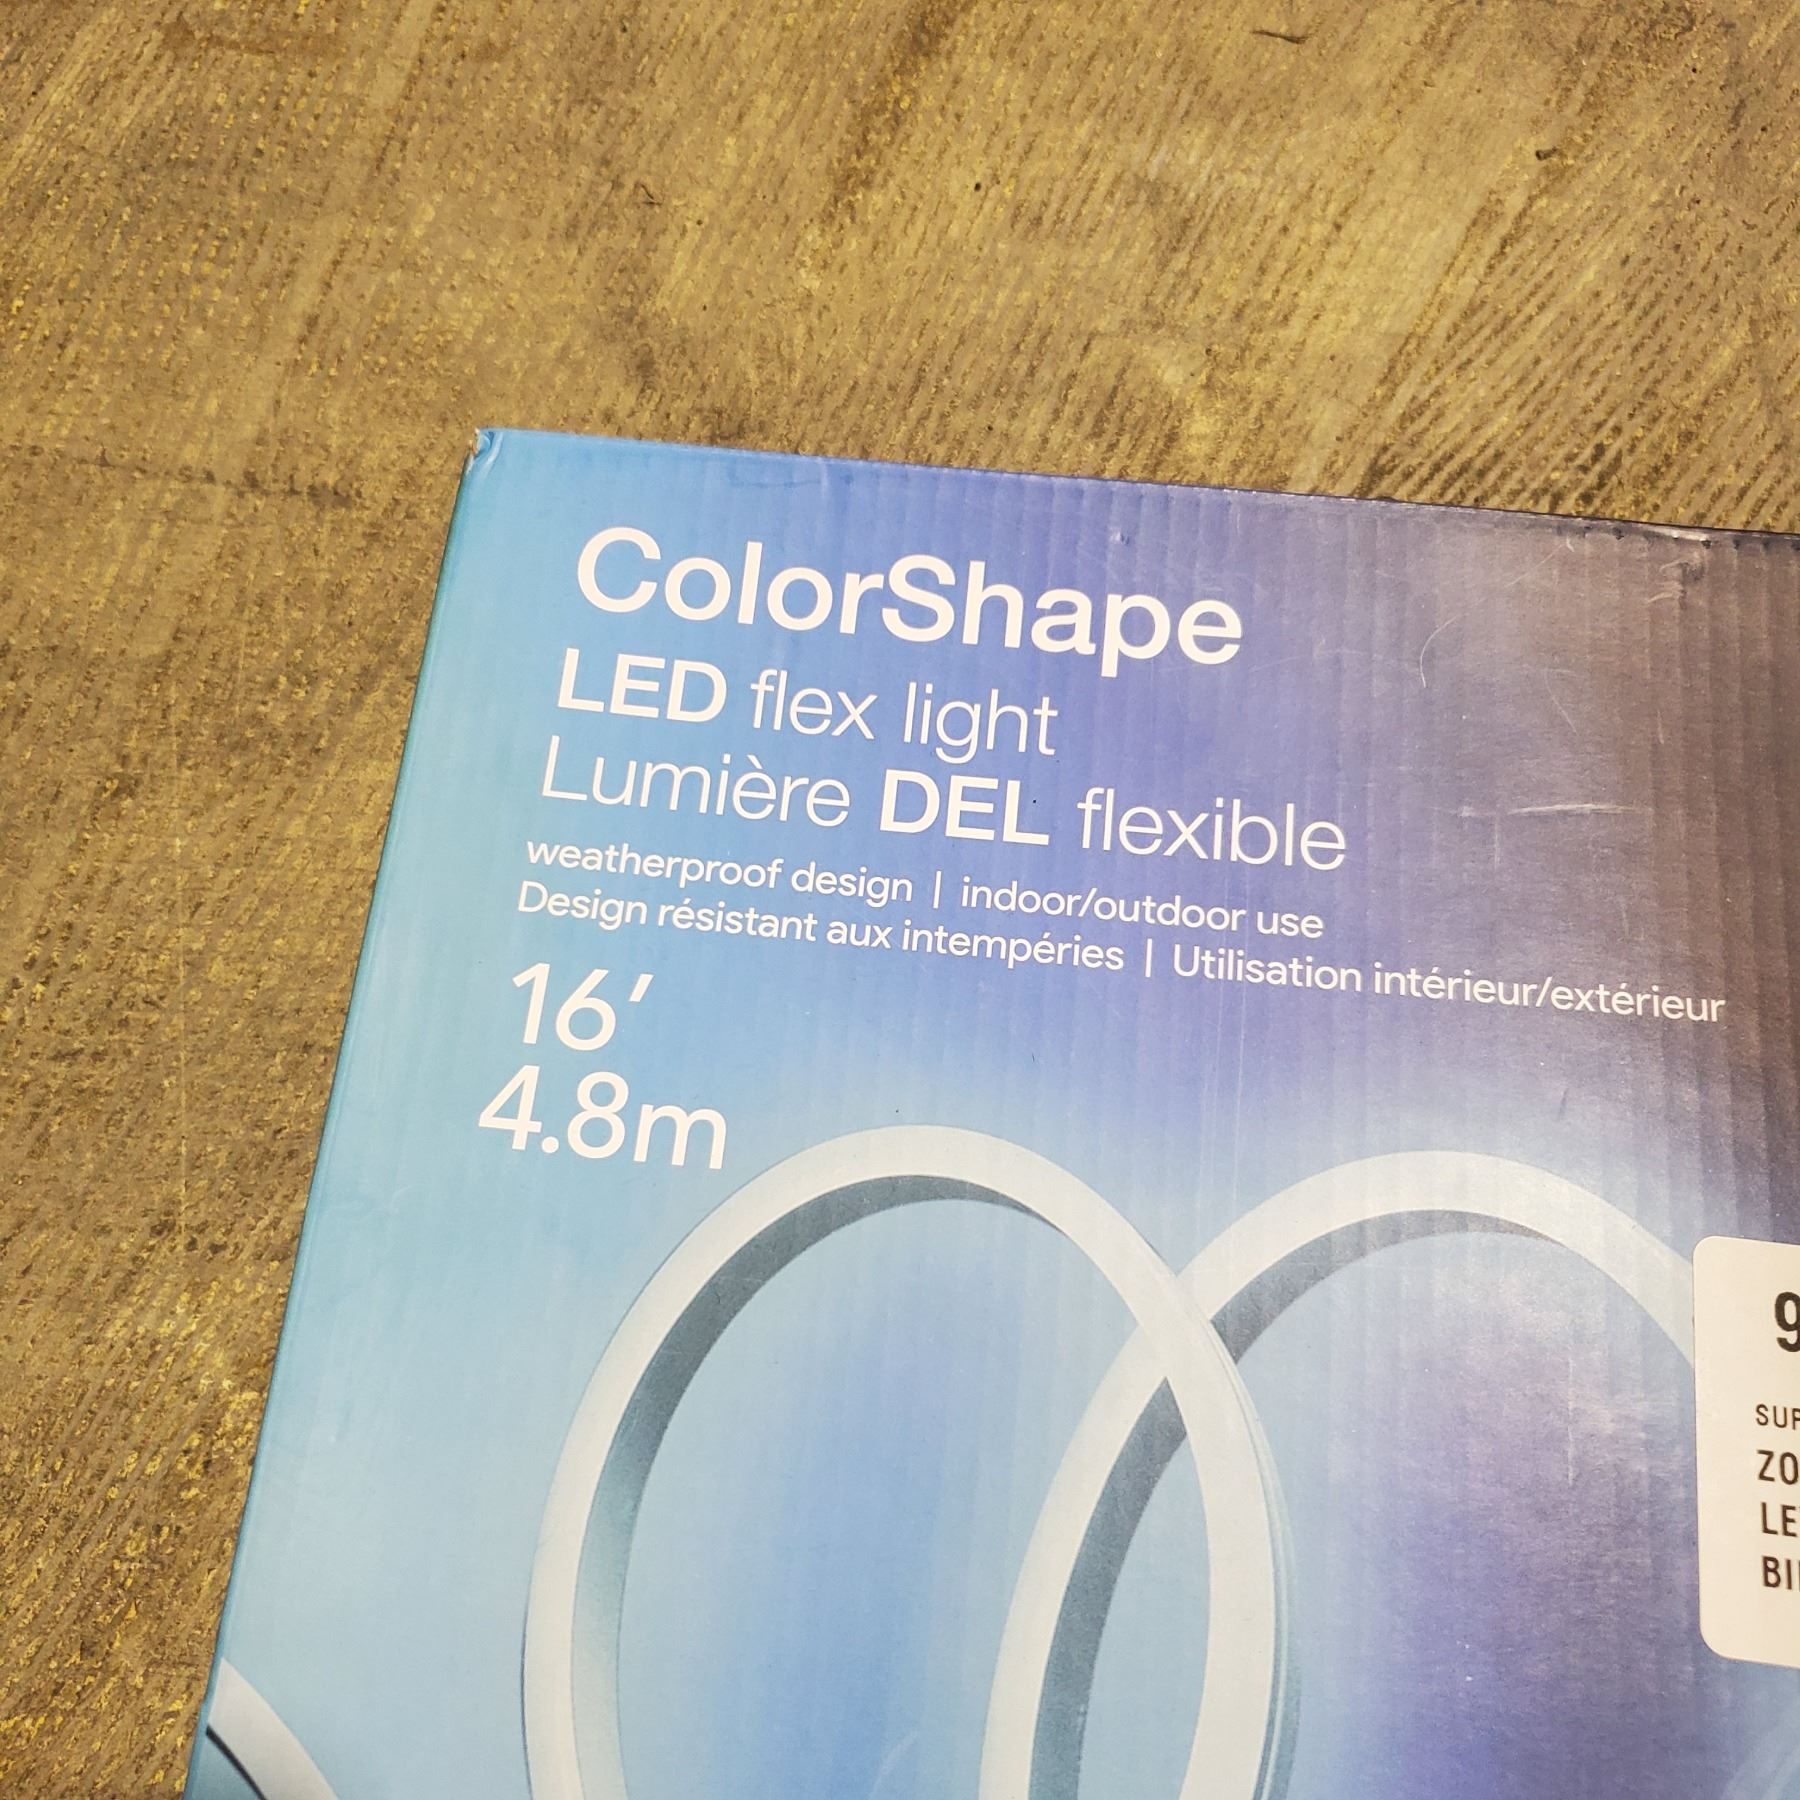 ColorShape
LED flex light
Lumière DEL flexible
weatherproof design | indoor/outdoor use
Design résistant aux intempéries | Utilisation intérieur/extérieur
16'
4.8m
9